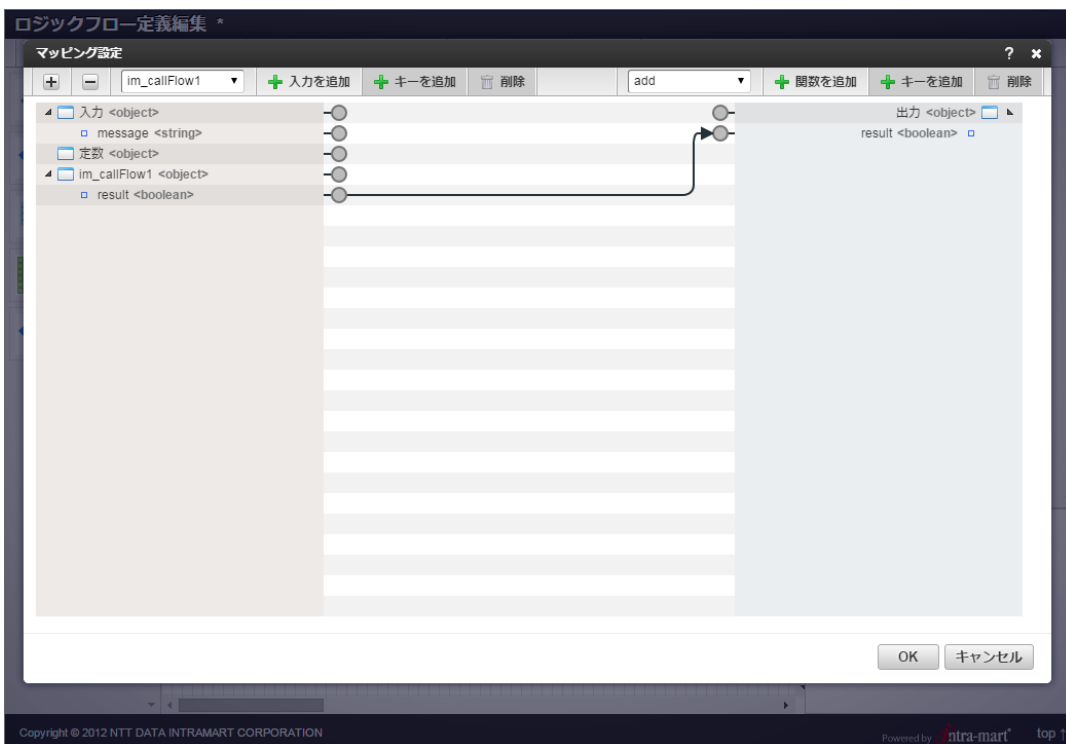 ロジックフロー定義編集 *
マッピング設定 ?
im_callFlow1 入力を追加 キーを追加 削除 add 関数を追加 キーを追加 削除
入力 <object> 出力 <object>
message <string> result <boolean>
定数 <object>
im_callFlow1 <object>
result <boolean>
OK キャンセル
Copyright © 2012 NTT DATA INTRAMART CORPORATION Powered by intra-mart® top ↑